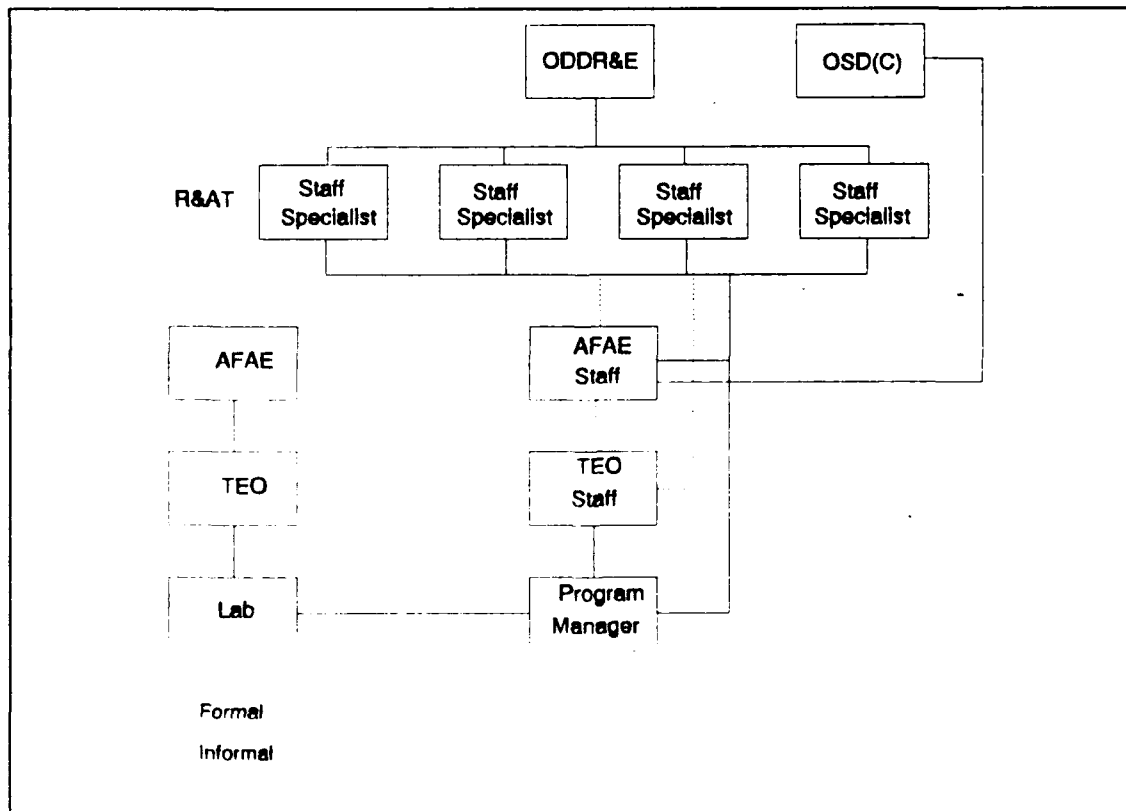 ODDR&E
OSD(C)
R&AT
Staff
Specialist
Staff
Specialist
Staff
Specialist
Staff
Specialist
AFAE
AFAE
Staff
TEO
TEO
Staff
Lab
Program
Manager
Formal
Informal